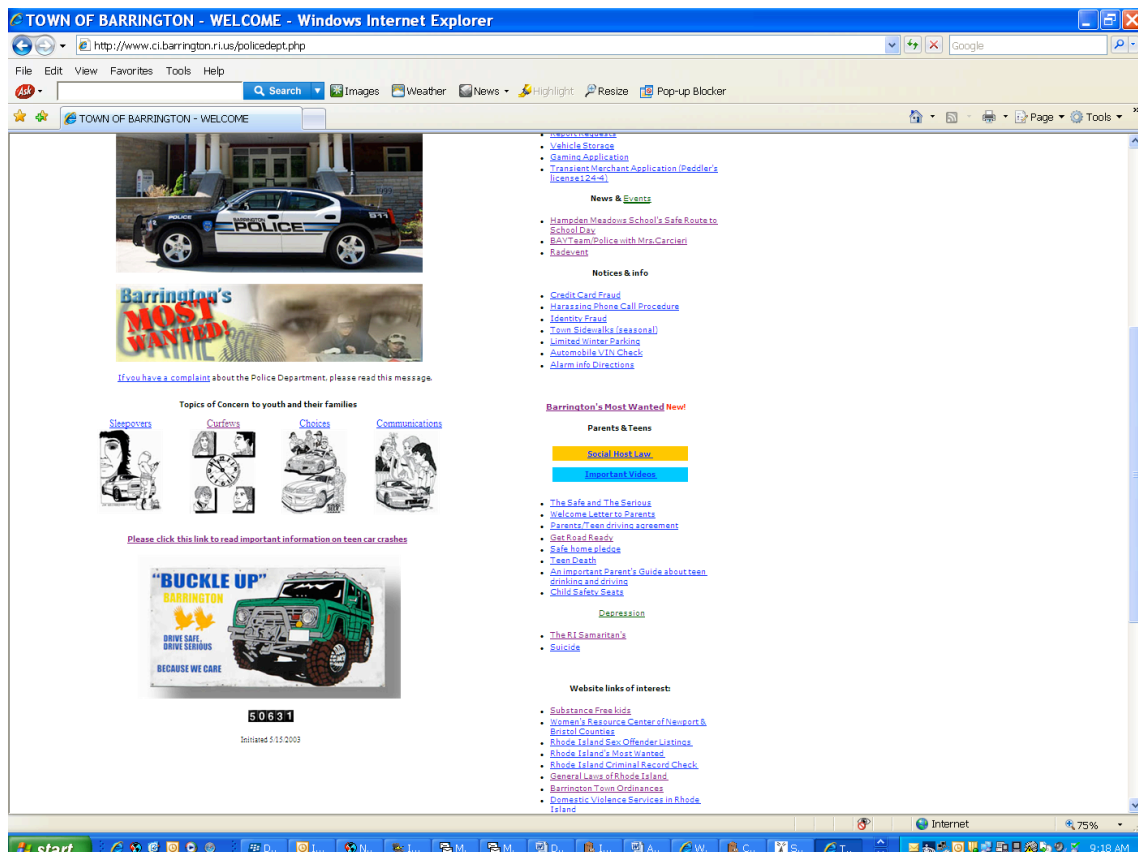 TOWN OF BARRINGTON - WELCOME - Windows Internet Explorer
http://www.ci.barrington.ri.us/policedept.php
Google
File Edit View Favorites Tools Help
Ask
Search
Images
Weather
News
Highlight
Resize
Pop-up Blocker
TOWN OF BARRINGTON - WELCOME
Page
Tools
POLICE
BARRINGTON
POLICE
911
Barrington's
MOST
WANTED!
CRIME SCENE
If you have a complaint about the Police Department, please read this message.
Topics of Concern to youth and their families
Sleepovers
Curfews
Choices
Communications
Please click this link to read important information on teen car crashes
"BUCKLE UP"
BARRINGTON
DRIVE SAFE,
DRIVE SERIOUS
BECAUSE WE CARE
50631
Initiated 5/15/2003
Report Requests
Vehicle Storage
Gaming Application
Transient Merchant Application (Peddler's
license124-4)
News & Events
Hampden Meadows School's Safe Route to
School Day
BAYTeam/Police with Mrs.Carcieri
Radevent
Notices & info
Credit Card Fraud
Harassing Phone Call Procedure
Identity Fraud
Town Sidewalks (seasonal)
Limited Winter Parking
Automobile VIN Check
Alarm info Directions
Barrington's Most Wanted New!
Parents & Teens
Social Host Law
Important Videos
The Safe and The Serious
Welcome Letter to Parents
Parents/Teen driving agreement
Get Road Ready
Safe home pledge
Teen Death
An important Parent's Guide about teen
drinking and driving
Child Safety Seats
Depression
The RI Samaritan's
Suicide
Website links of interest:
Substance Free kids
Women's Resource Center of Newport &
Bristol Counties
Rhode Island Sex Offender Listings
Rhode Island's Most Wanted
Rhode Island Criminal Record Check
General Laws of Rhode Island
Barrington Town Ordinances
Domestic Violence Services in Rhode
Island
Internet
75%
start
D..
I...
N..
I...
M..
M..
D..
I...
A..
W..
C..
S..
T..
9:18 AM